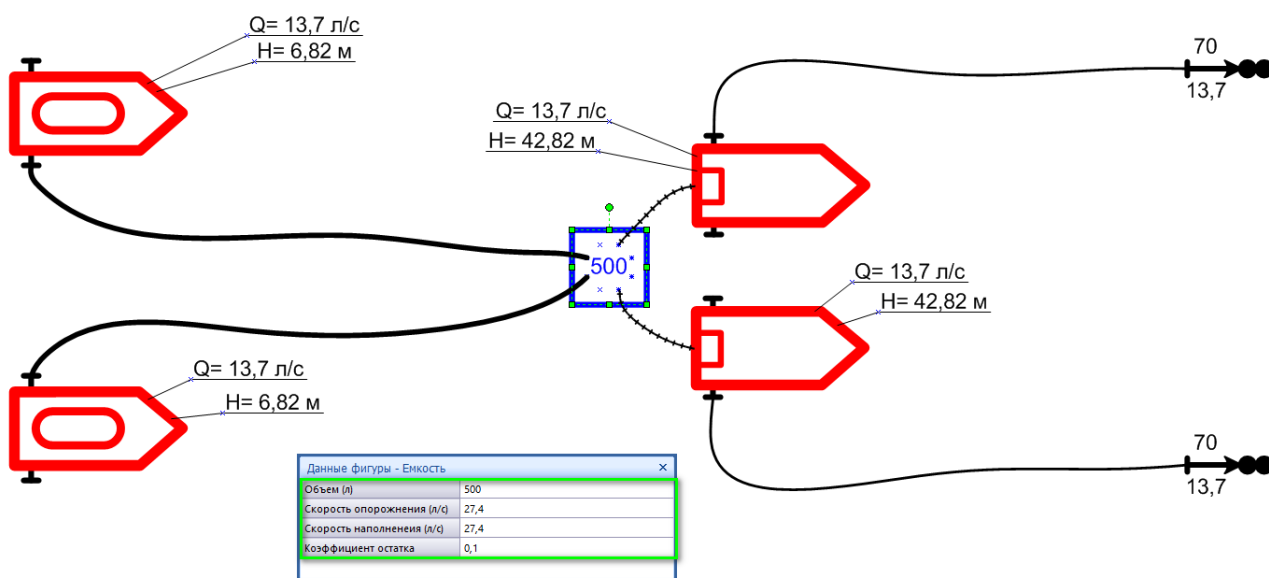 Q= 13,7 л/с
H= 6,82 м
70
13,7
Q= 13,7 л/с
H= 42,82 м
500
Q= 13,7 л/с
H= 42,82 м
Q= 13,7 л/с
H= 6,82 м
70
13,7
Данные фигуры - Емкость ×
Объем (л) 500
Скорость опорожнения (л/с) 27,4
Скорость наполненеия (л/с) 27,4
Коэффициент остатка 0,1